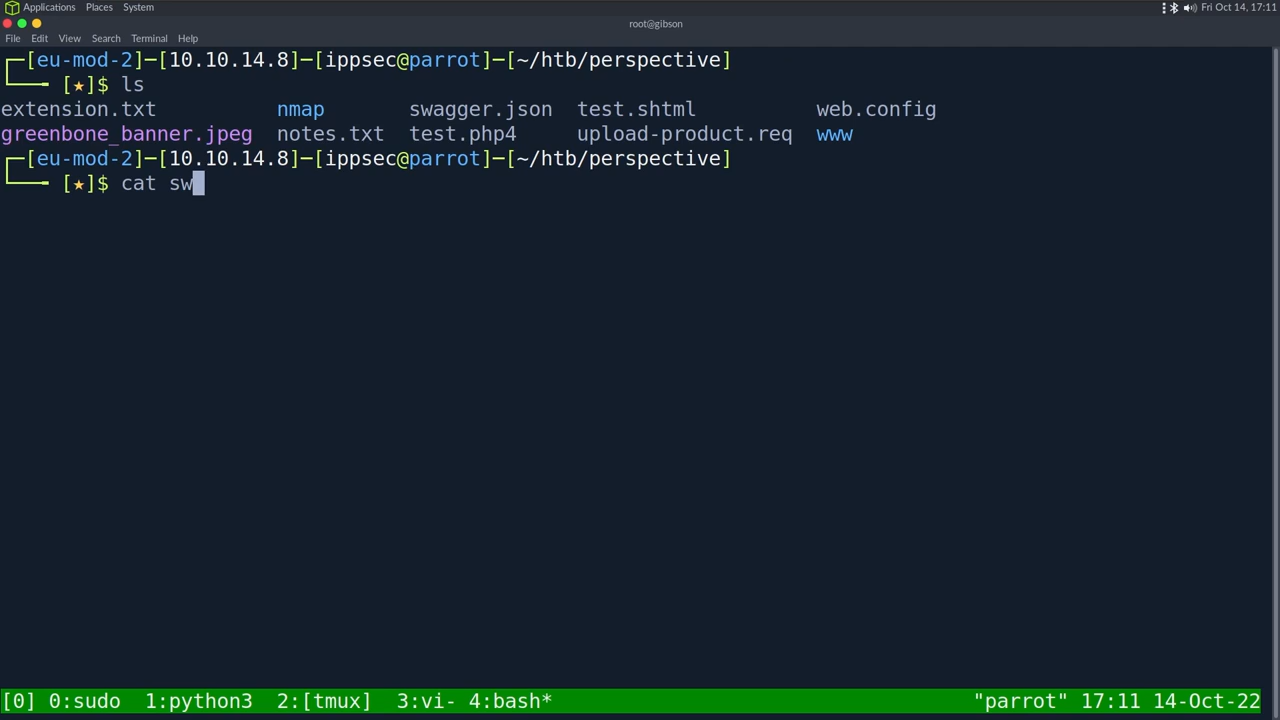 Applications Places System Fri Oct 14, 17:11
root@gibson
File Edit View Search Terminal Help
┌─[eu-mod-2]─[10.10.14.8]─[ippsec@parrot]─[~/htb/perspective]
└──╼ [★]$ ls
extension.txt nmap swagger.json test.shtml web.config
greenbone_banner.jpeg notes.txt test.php4 upload-product.req www
┌─[eu-mod-2]─[10.10.14.8]─[ippsec@parrot]─[~/htb/perspective]
└──╼ [★]$ cat sw
[0] 0:sudo 1:python3 2:[tmux] 3:vi- 4:bash* "parrot" 17:11 14-Oct-22